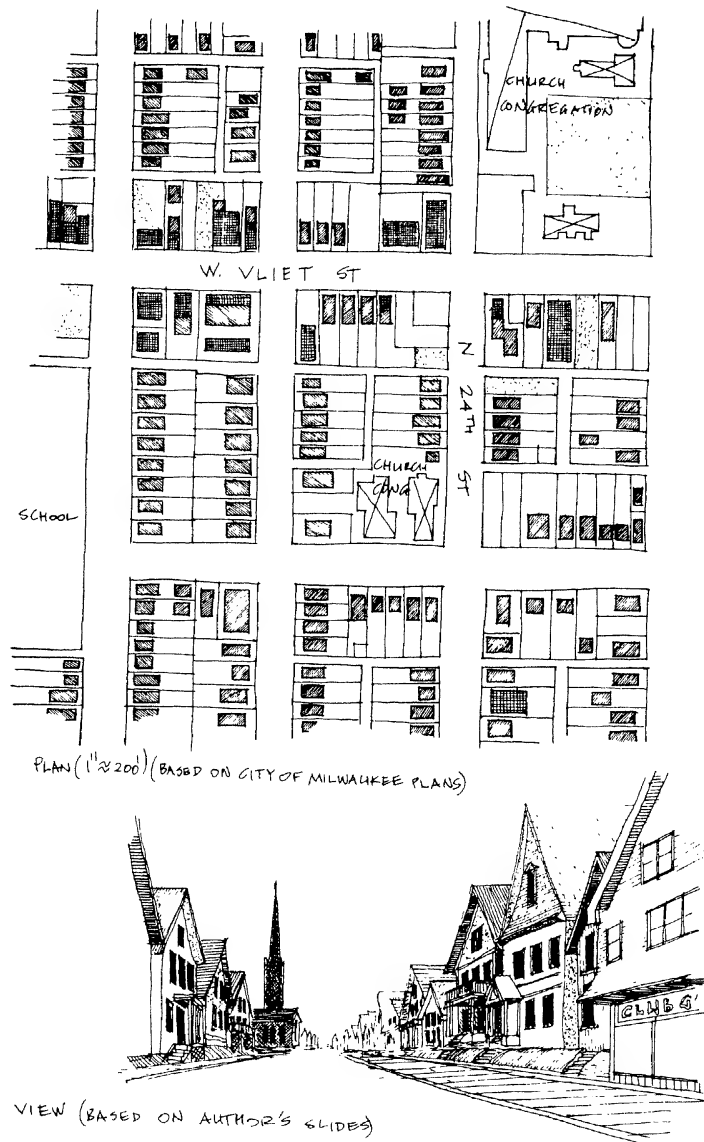 CHURCH
CONGREGATION
W. VLIET ST
N 24TH ST
CHURCH
CONG
SCHOOL
PLAN (1"≈200') (BASED ON CITY OF MILWAUKEE PLANS)
CLUB
VIEW (BASED ON AUTHOR'S SLIDES)